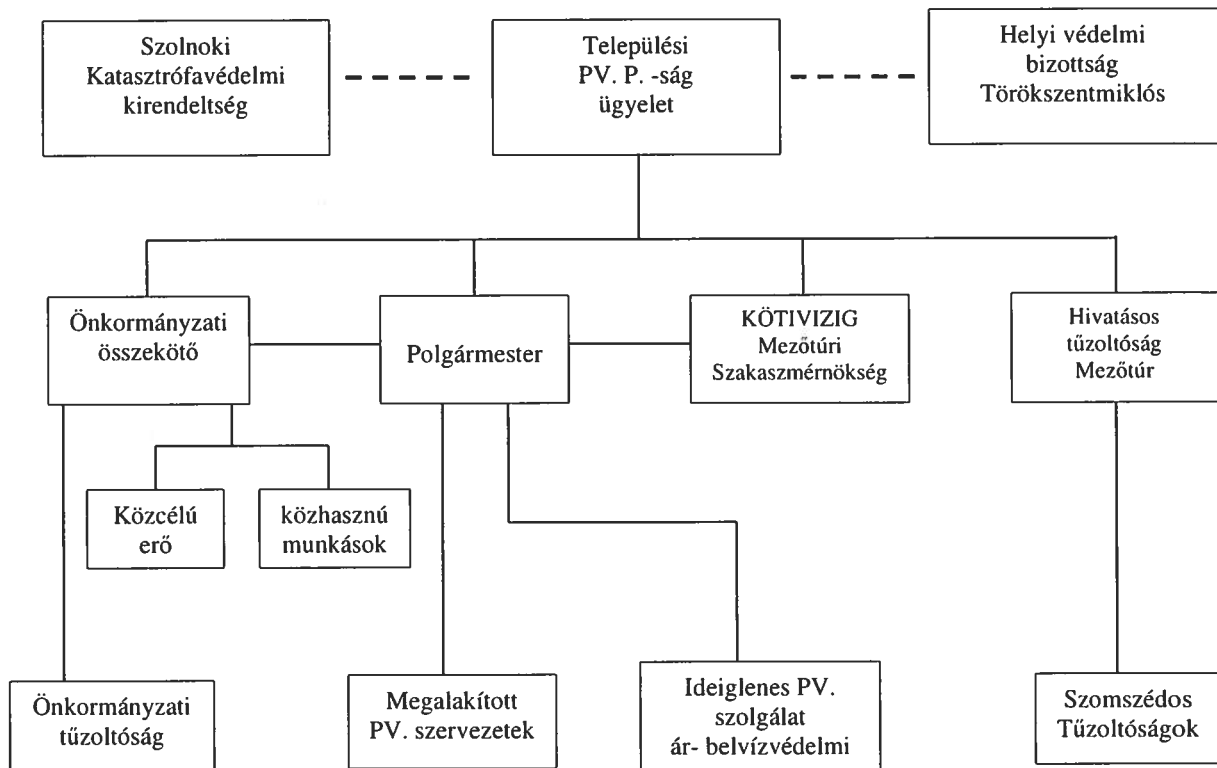 Szolnoki
Katasztrófavédelmi
kirendeltség
Települési
PV. P. -ság
ügyelet
Helyi védelmi
bizottság
Törökszentmiklós
Önkormányzati
összekötő
Polgármester
KÖTIVIZIG
Mezőtúri
Szakaszmérnökség
Hivatásos
tűzoltóság
Mezőtúr
Közcélú
erő
közhasznú
munkások
Önkormányzati
tűzoltóság
Megalakított
PV. szervezetek
Ideiglenes PV.
szolgálat
ár- belvízvédelmi
Szomszédos
Tűzoltóságok